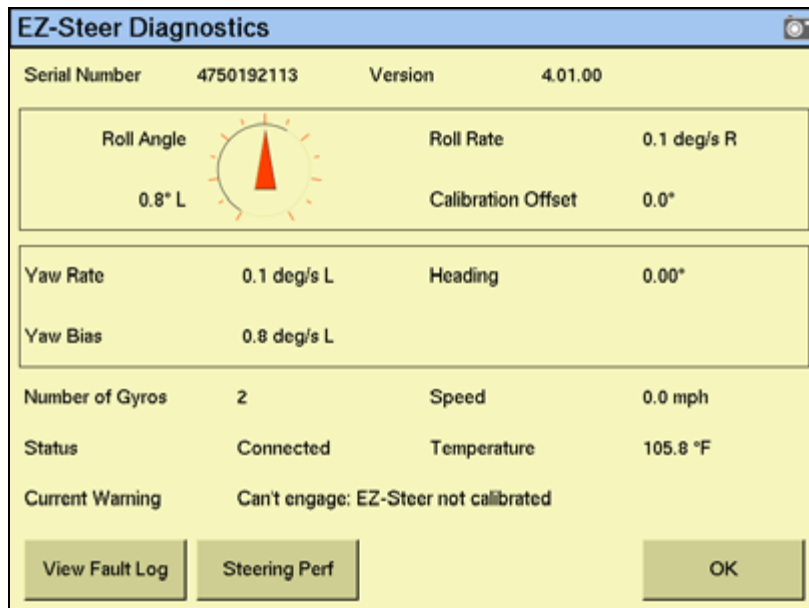 EZ-Steer Diagnostics
Serial Number 4750192113 Version 4.01.00
Roll Angle Roll Rate 0.1 deg/s R
0.8° L Calibration Offset 0.0°
Yaw Rate 0.1 deg/s L Heading 0.00°
Yaw Bias 0.8 deg/s L
Number of Gyros 2 Speed 0.0 mph
Status Connected Temperature 105.8 °F
Current Warning Can't engage: EZ-Steer not calibrated
View Fault Log Steering Perf OK